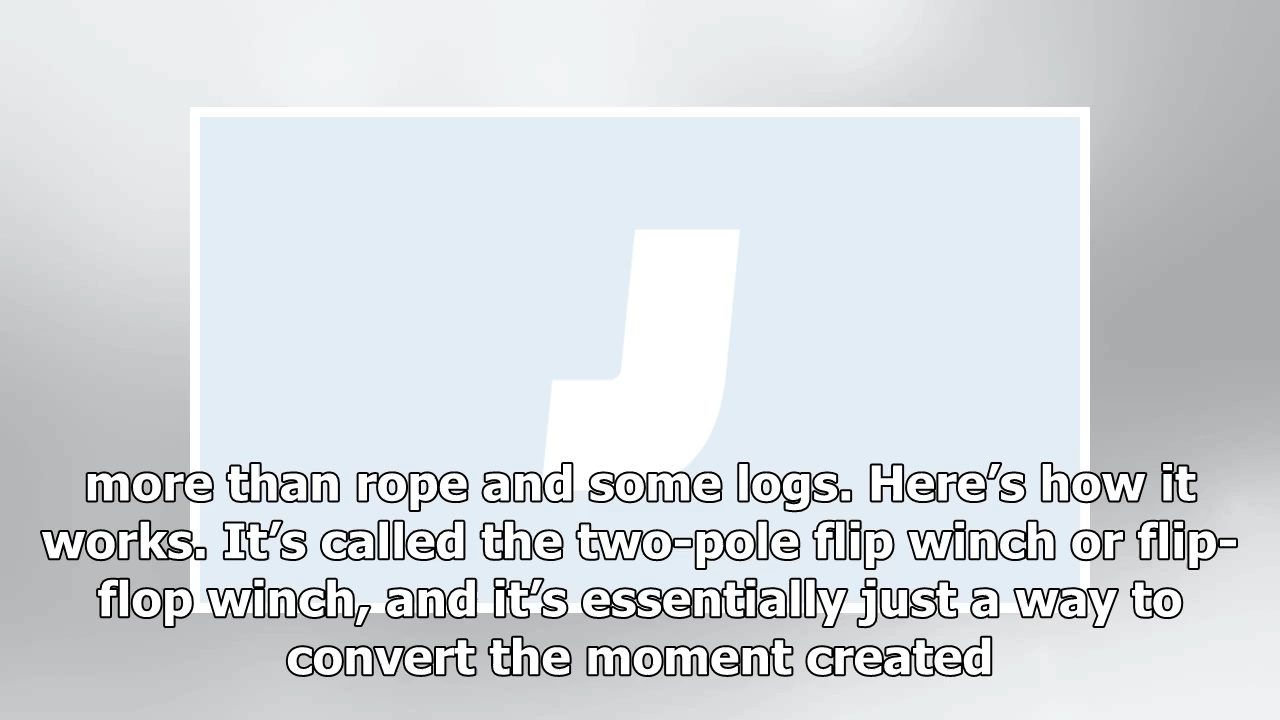 more than rope and some logs. Here’s how it
works. It’s called the two-pole flip winch or flip-
flop winch, and it’s essentially just a way to
convert the moment created